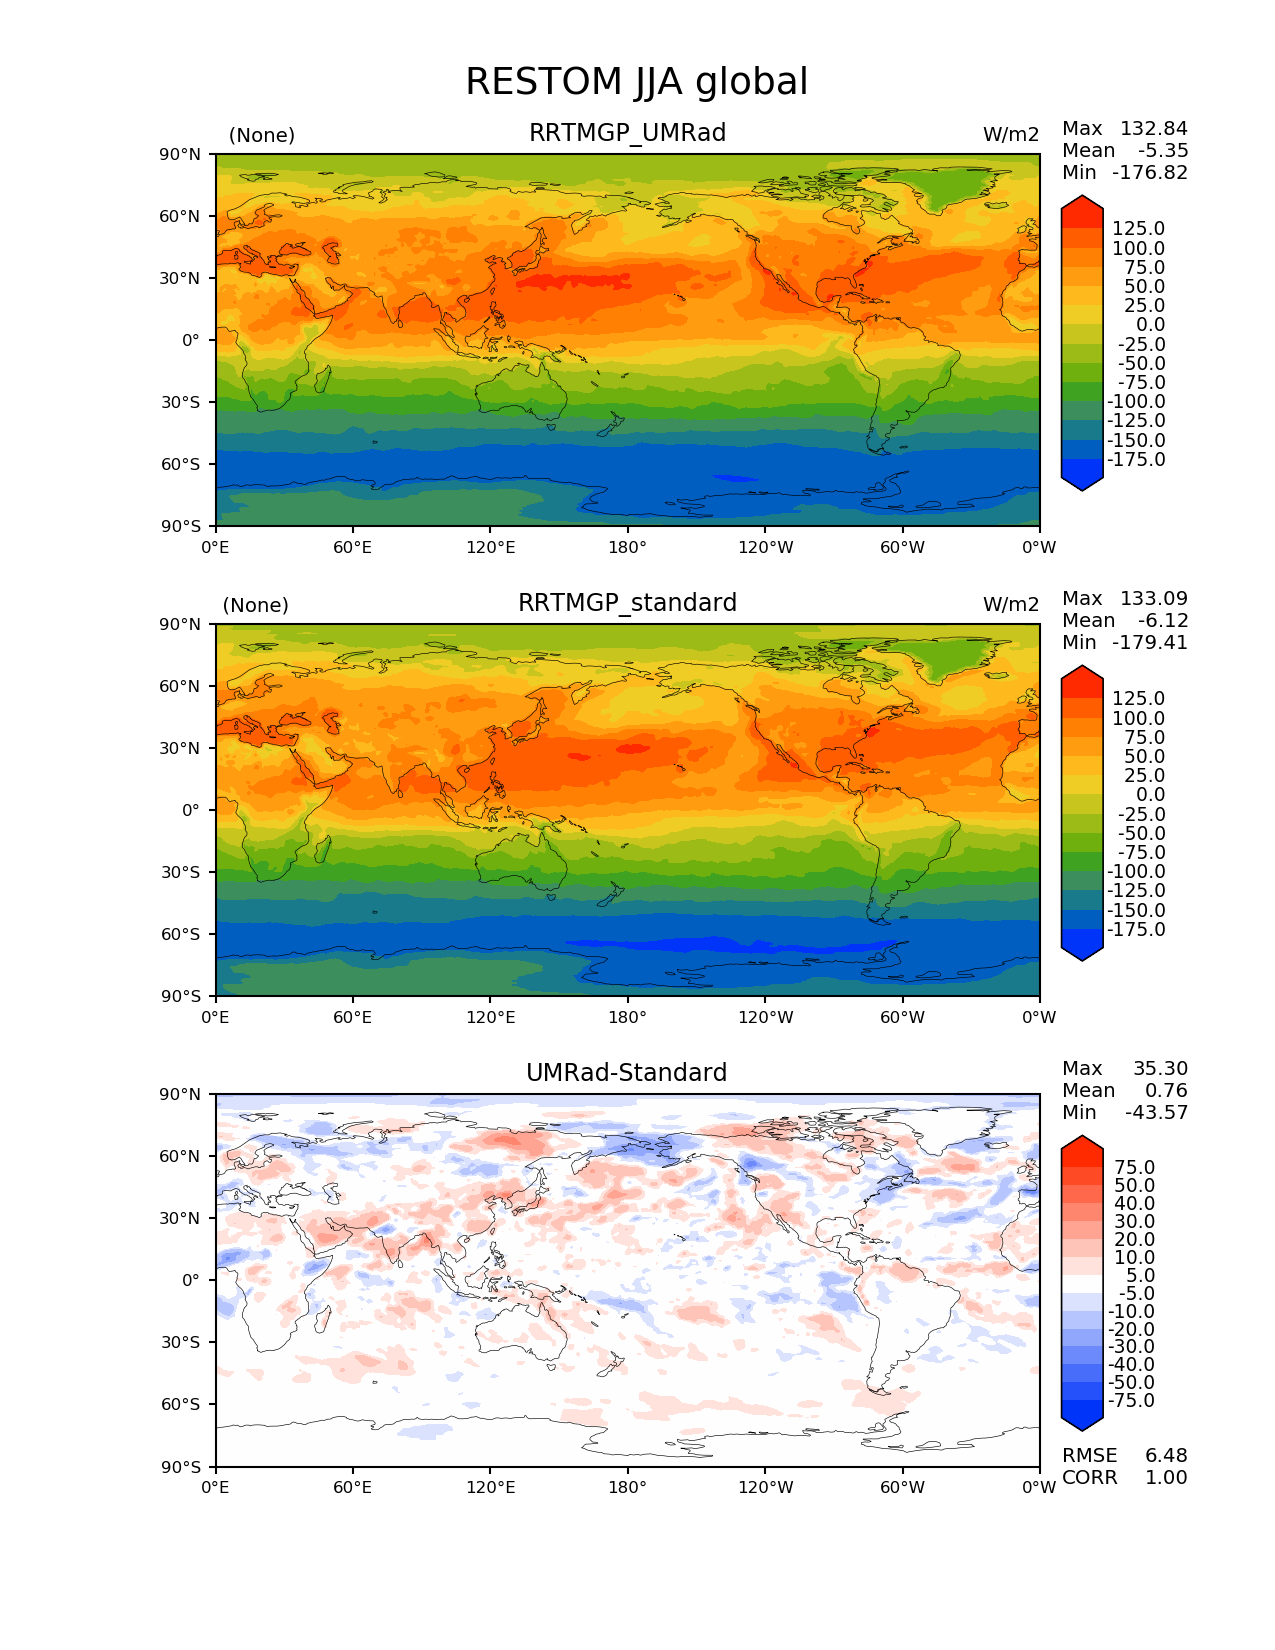 RESTOM JJA global
(None) RRTMGP_UMRad W/m2
Max 132.84
Mean -5.35
Min -176.82
90°N
60°N
30°N
0°
30°S
60°S
90°S
0°E 60°E 120°E 180° 120°W 60°W 0°W
125.0
100.0
75.0
50.0
25.0
0.0
-25.0
-50.0
-75.0
-100.0
-125.0
-150.0
-175.0
(None) RRTMGP_standard W/m2
Max 133.09
Mean -6.12
Min -179.41
90°N
60°N
30°N
0°
30°S
60°S
90°S
0°E 60°E 120°E 180° 120°W 60°W 0°W
125.0
100.0
75.0
50.0
25.0
0.0
-25.0
-50.0
-75.0
-100.0
-125.0
-150.0
-175.0
UMRad-Standard
Max 35.30
Mean 0.76
Min -43.57
90°N
60°N
30°N
0°
30°S
60°S
90°S
0°E 60°E 120°E 180° 120°W 60°W 0°W
75.0
50.0
40.0
30.0
20.0
10.0
5.0
-5.0
-10.0
-20.0
-30.0
-40.0
-50.0
-75.0
RMSE 6.48
CORR 1.00